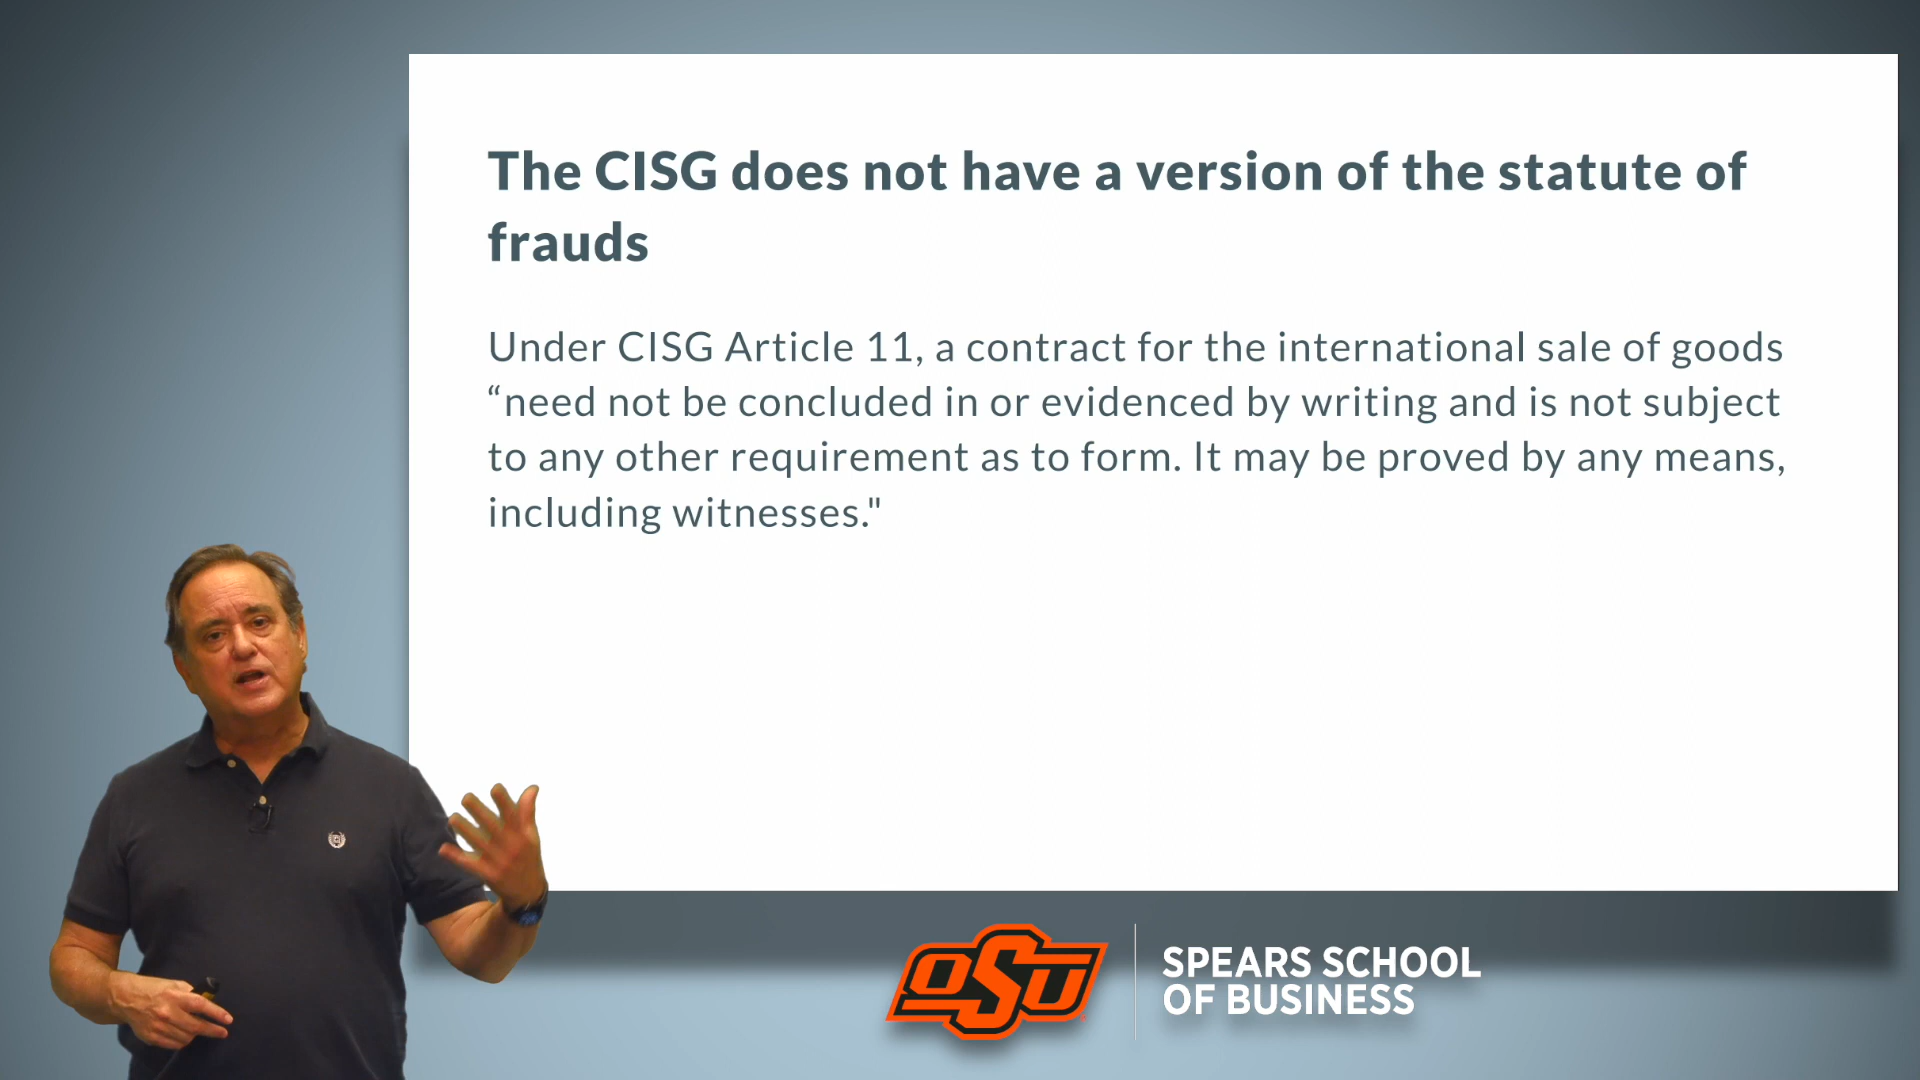 The CISG does not have a version of the statute of
frauds
Under CISG Article 11, a contract for the international sale of goods
“need not be concluded in or evidenced by writing and is not subject
to any other requirement as to form. It may be proved by any means,
including witnesses."
OSU
SPEARS SCHOOL
OF BUSINESS